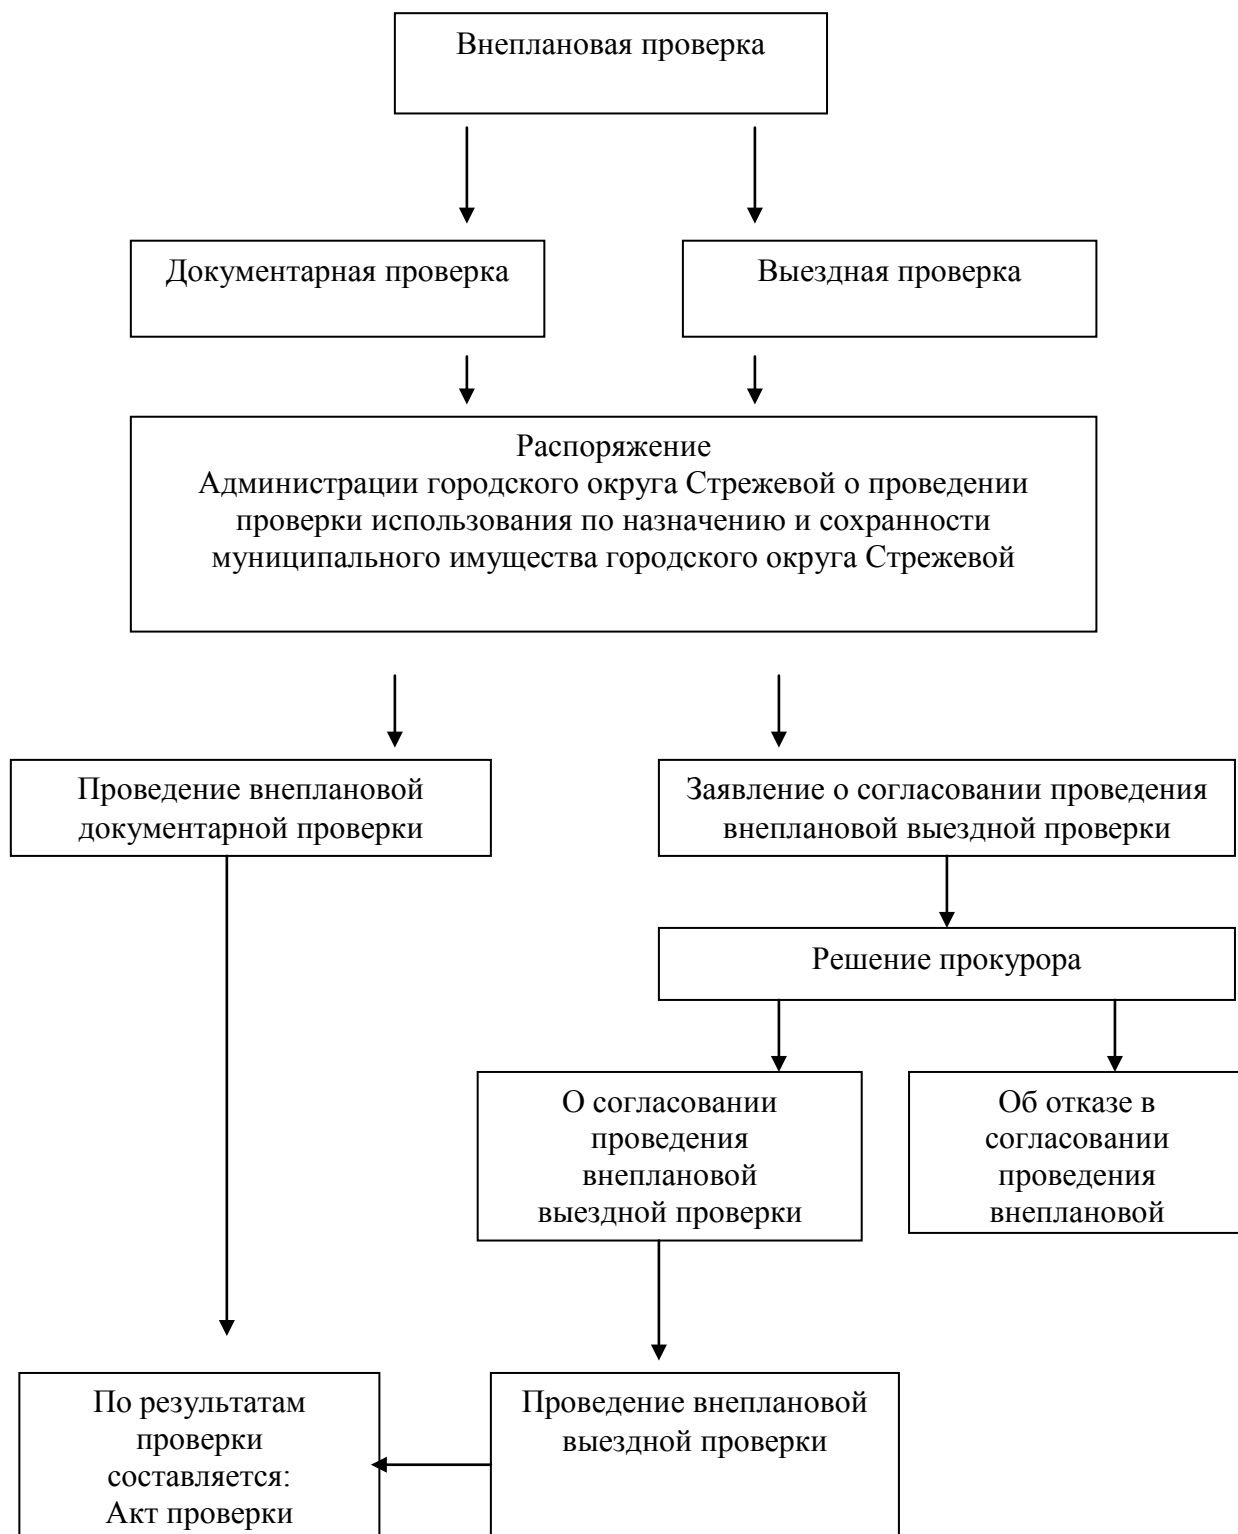 Внеплановая проверка
Документарная проверка
Выездная проверка
Распоряжение
Администрации городского округа Стрежевой о проведении
проверки использования по назначению и сохранности
муниципального имущества городского округа Стрежевой
Проведение внеплановой
документарной проверки
Заявление о согласовании проведения
внеплановой выездной проверки
Решение прокурора
О согласовании
проведения
внеплановой
выездной проверки
Об отказе в
согласовании
проведения
внеплановой
По результатам
проверки
составляется:
Акт проверки
Проведение внеплановой
выездной проверки